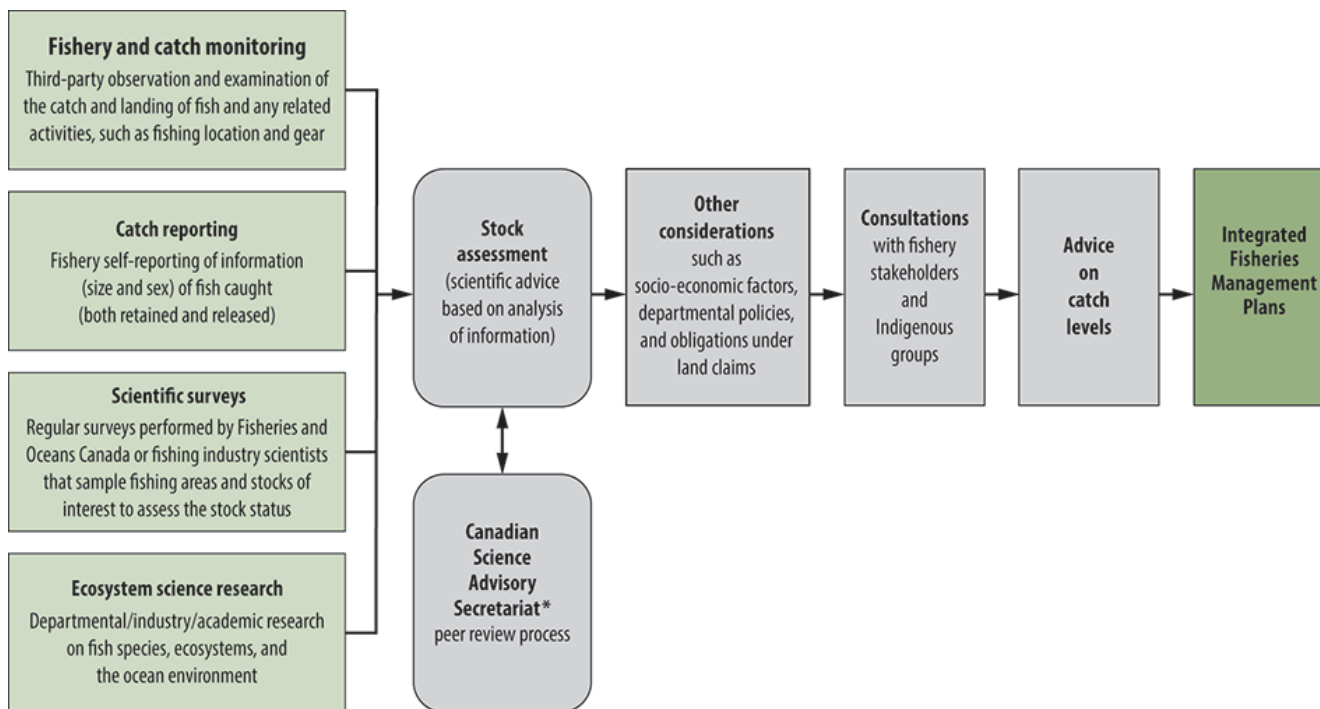 Fishery and catch monitoring
Third-party observation and examination of
the catch and landing of fish and any related
activities, such as fishing location and gear
Catch reporting
Fishery self-reporting of information
(size and sex) of fish caught
(both retained and released)
Scientific surveys
Regular surveys performed by Fisheries and
Oceans Canada or fishing industry scientists
that sample fishing areas and stocks of
interest to assess the stock status
Ecosystem science research
Departmental/industry/academic research
on fish species, ecosystems, and
the ocean environment
Stock
assessment
(scientific advice
based on analysis
of information)
Canadian
Science
Advisory
Secretariat*
peer review process
Other
considerations
such as
socio-economic factors,
departmental policies,
and obligations under
land claims
Consultations
with fishery
stakeholders
and
Indigenous
groups
Advice
on
catch
levels
Integrated
Fisheries
Management
Plans